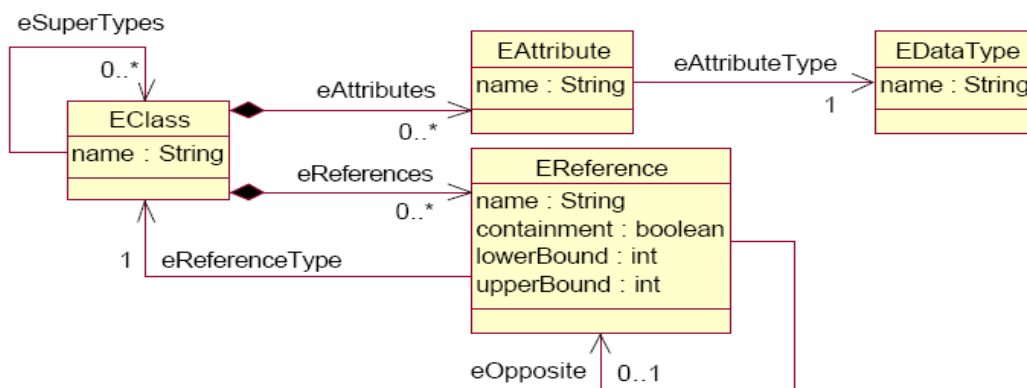 eSuperTypes
0..*
EClass
name : String
eAttributes
0..*
EAttribute
name : String
eAttributeType
1
EDataType
name : String
eReferences
0..*
EReference
name : String
containment : boolean
lowerBound : int
upperBound : int
1
eReferenceType
eOpposite
0..1